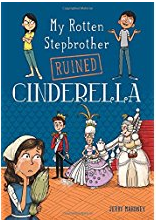 My Rotten
Stepbrother
RUINED
CINDERELLA
JERRY MAHONEY